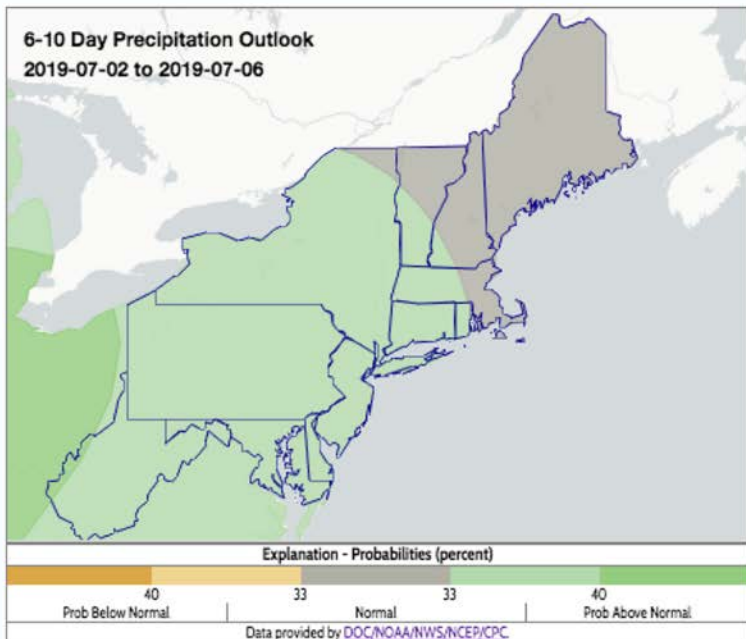 6-10 Day Precipitation Outlook
2019-07-02 to 2019-07-06
Explanation - Probabilities (percent)
40 33 33 40
Prob Below Normal Normal Prob Above Normal
Data provided by DOC/NOAA/NWS/NCEP/CPC.